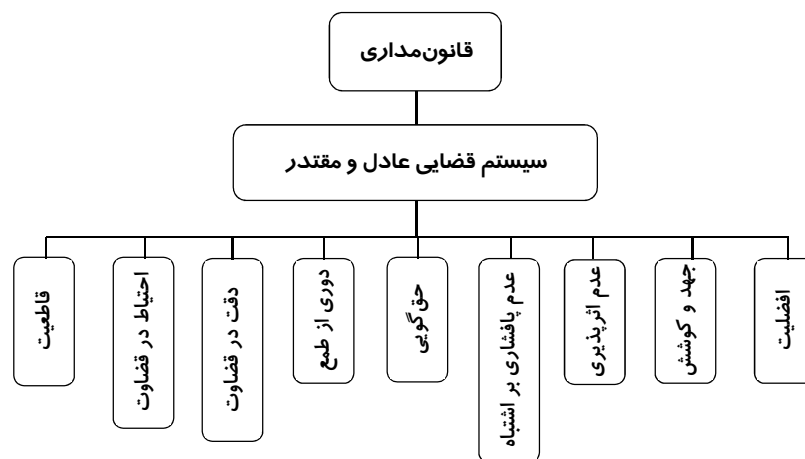 قانون‌مداری
سیستم قضایی عادل و مقتدر
افضلیت
جهد و کوشش
عدم اثرپذیری
عدم پافشاری بر اشتباه
حق‌گویی
دوری از طمع
دقت در قضاوت
احتیاط در قضاوت
قاطعیت